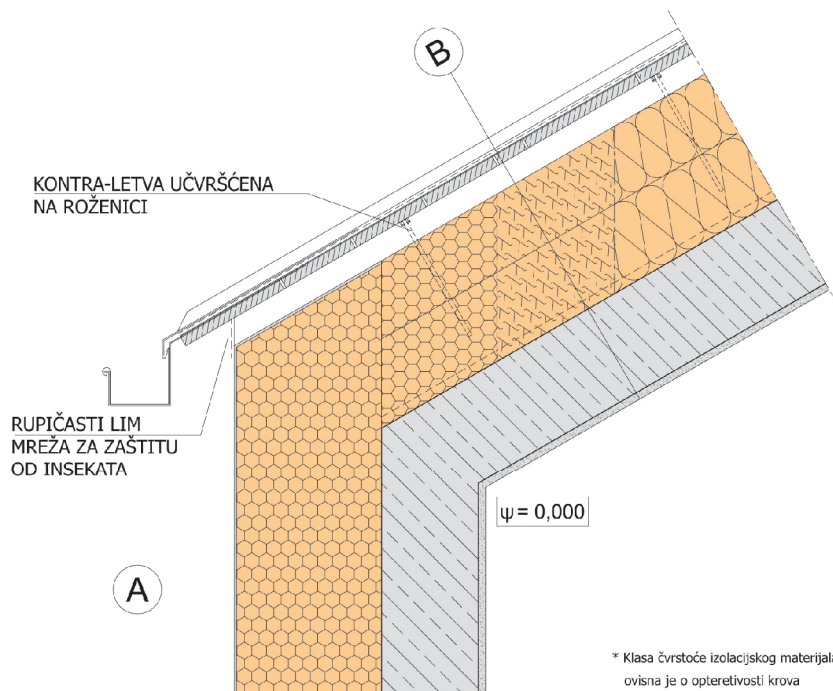 B
KONTRA-LETVA UČVRŠĆENA
NA ROŽENICI
RUPIČASTI LIM
MREŽA ZA ZAŠTITU
OD INSEKATA
ψ = 0,000
A
* Klasa čvrstoće izolacijskog materijala
ovisna je o opteretivosti krova